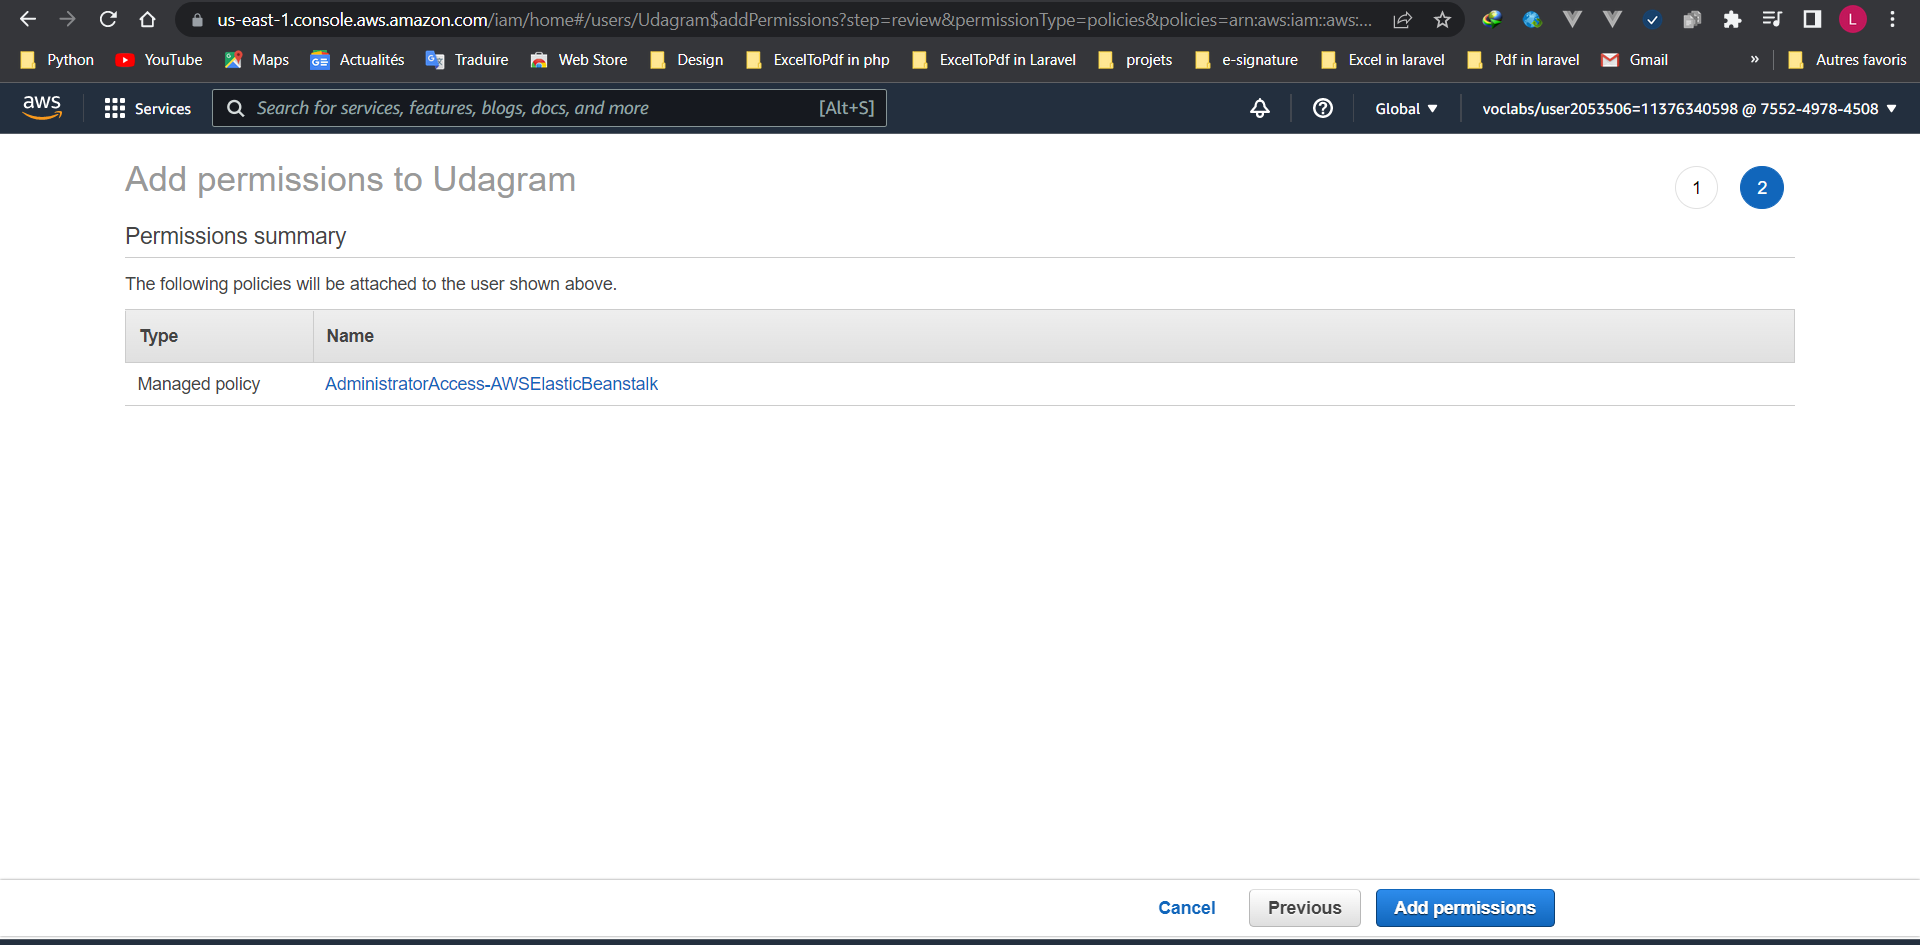 us-east-1.console.aws.amazon.com/iam/home#/users/Udagram$addPermissions?step=review&permissionType=policies&policies=arn:aws:iam::aws:...
L
Python YouTube Maps Actualités Traduire Web Store Design ExcelToPdf in php ExcelToPdf in Laravel projets e-signature Excel in laravel Pdf in laravel Gmail » Autres favoris
aws Services Search for services, features, blogs, docs, and more [Alt+S] Global voclabs/user2053506=11376340598 @ 7552-4978-4508
Add permissions to Udagram
1 2
Permissions summary
The following policies will be attached to the user shown above.
Type Name
Managed policy AdministratorAccess-AWSElasticBeanstalk
Cancel Previous Add permissions